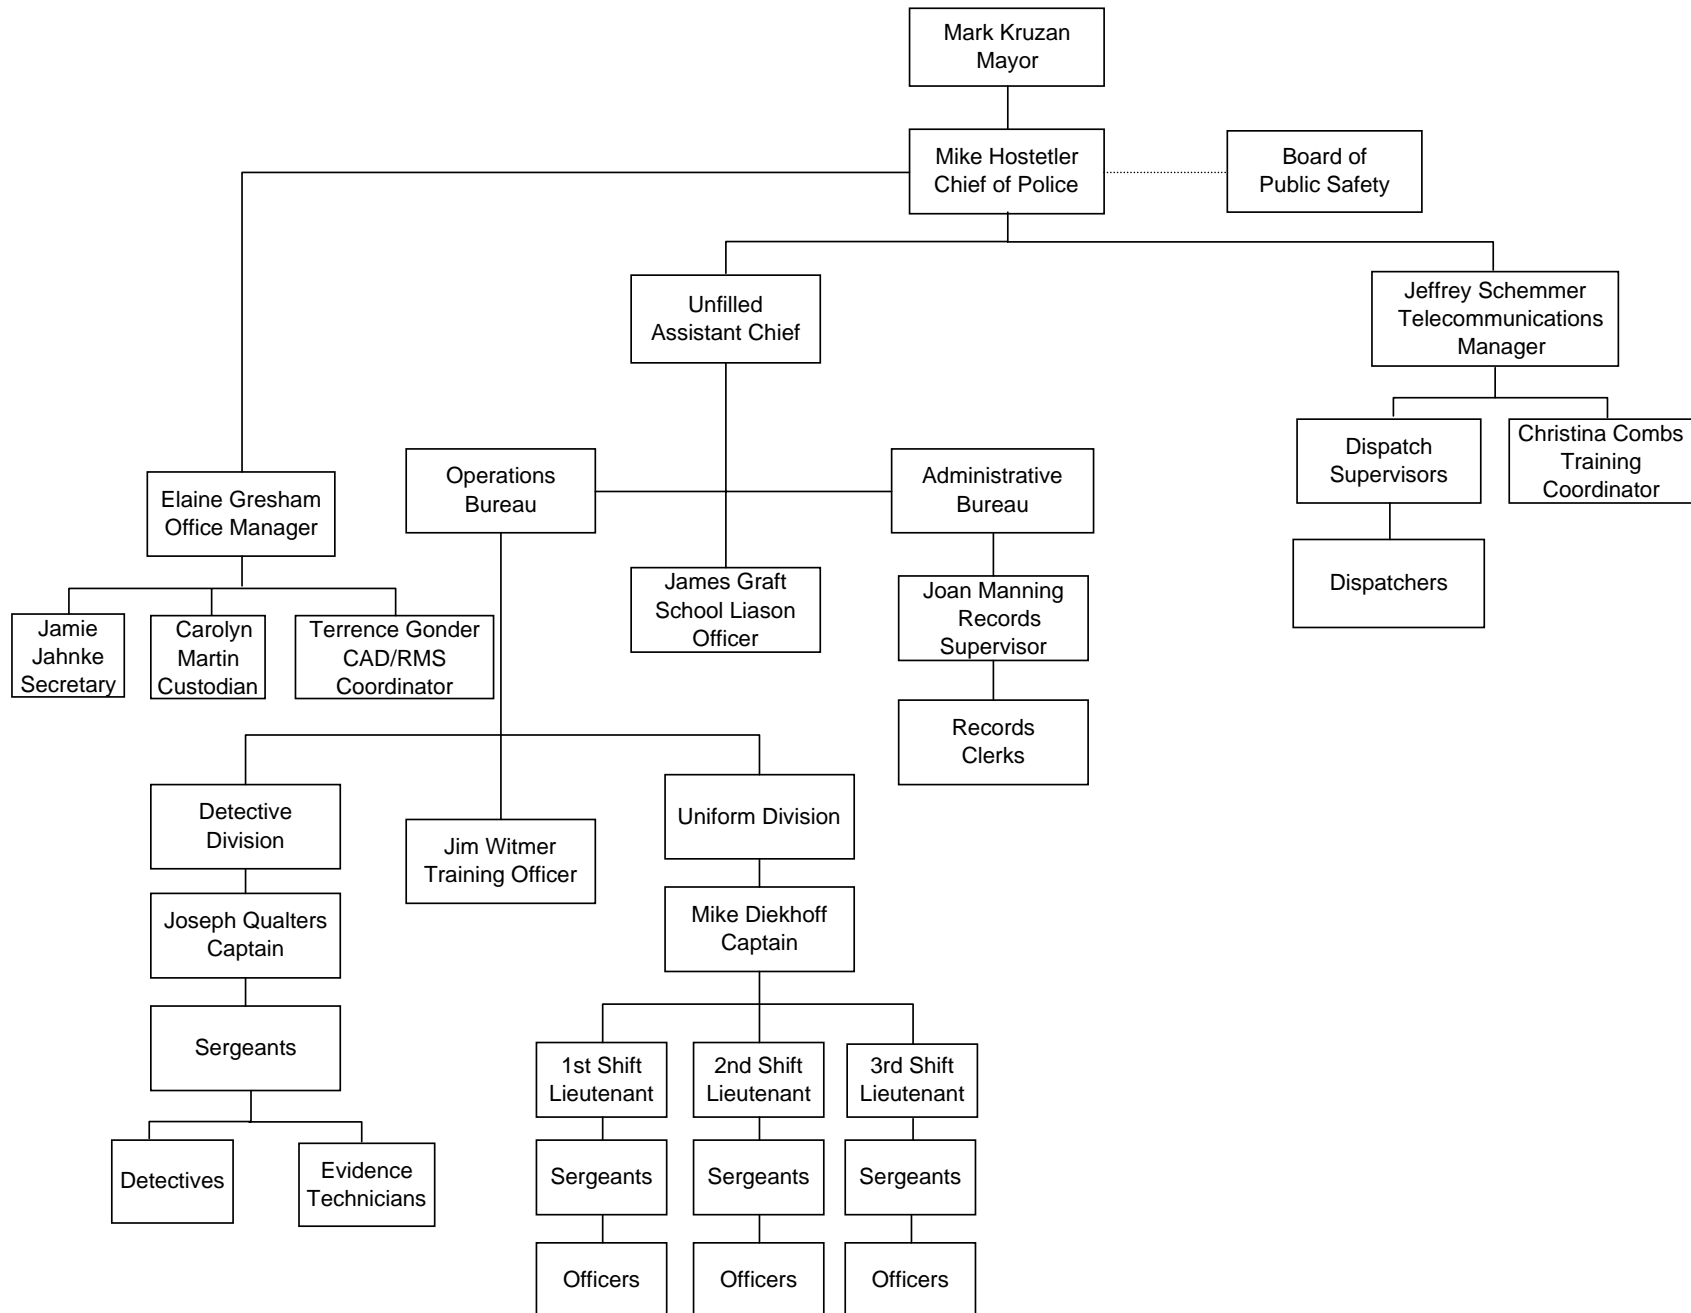 Mark Kruzan
Mayor
Mike Hostetler
Chief of Police
Board of
Public Safety
Unfilled
Assistant Chief
Jeffrey Schemmer
Telecommunications
Manager
Elaine Gresham
Office Manager
Operations
Bureau
Administrative
Bureau
Dispatch
Supervisors
Christina Combs
Training
Coordinator
Jamie
Jahnke
Secretary
Carolyn
Martin
Custodian
Terrence Gonder
CAD/RMS
Coordinator
James Graft
School Liason
Officer
Joan Manning
Records
Supervisor
Dispatchers
Records
Clerks
Detective
Division
Jim Witmer
Training Officer
Uniform Division
Joseph Qualters
Captain
Mike Diekhoff
Captain
Sergeants
1st Shift
Lieutenant
2nd Shift
Lieutenant
3rd Shift
Lieutenant
Detectives
Evidence
Technicians
Sergeants
Sergeants
Sergeants
Officers
Officers
Officers